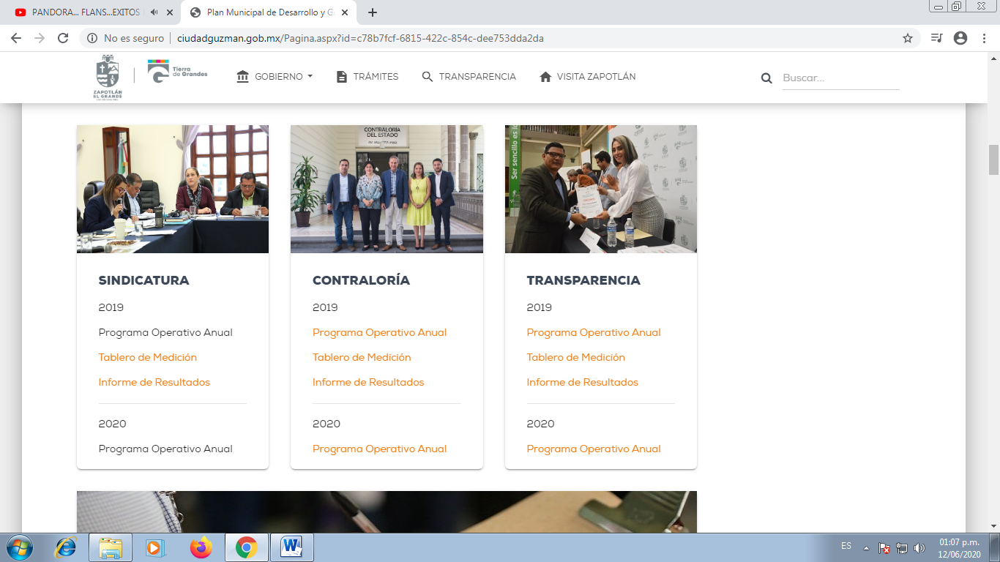 PANDORA... FLANS...EXITOS
Plan Municipal de Desarrollo y G
No es seguro
ciudadguzman.gob.mx/Pagina.aspx?id=c78b7fcf-6815-422c-854c-dee753dda2da
ZAPOTLÁN
EL GRANDE
Tierra
de Grandes
GOBIERNO
TRÁMITES
TRANSPARENCIA
VISITA ZAPOTLÁN
Buscar...
CONTRALORÍA
DEL ESTADO
Ser sencillo es lo
SINDICATURA
2019
Programa Operativo Anual
Tablero de Medición
Informe de Resultados
2020
Programa Operativo Anual
CONTRALORÍA
2019
Programa Operativo Anual
Tablero de Medición
Informe de Resultados
2020
Programa Operativo Anual
TRANSPARENCIA
2019
Programa Operativo Anual
Tablero de Medición
Informe de Resultados
2020
Programa Operativo Anual
ES
01:07 p.m.
12/06/2020